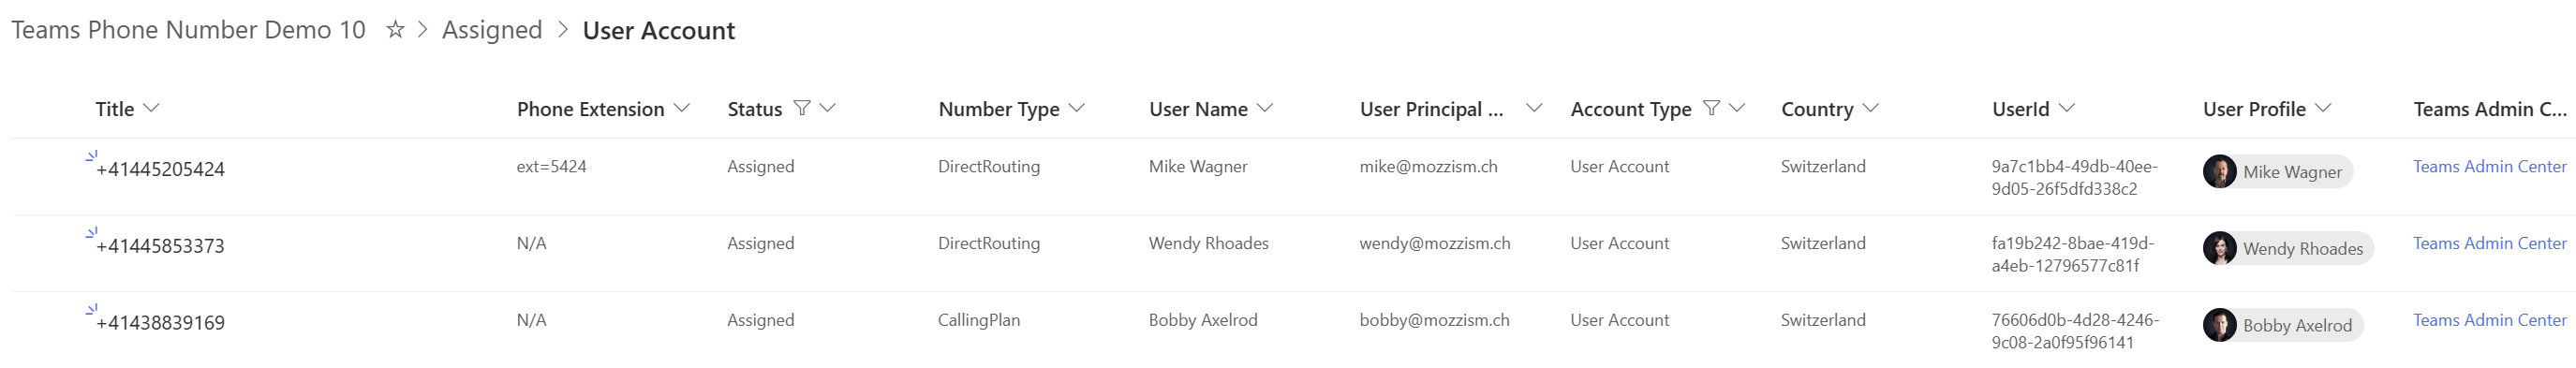 Teams Phone Number Demo 10 > Assigned > User Account
Title Phone Extension Status Number Type User Name User Principal ... Account Type Country UserId User Profile Teams Admin C...
+41445205424 ext=5424 Assigned DirectRouting Mike Wagner mike@mozzism.ch User Account Switzerland 9a7c1bb4-49db-40ee- Mike Wagner Teams Admin Center
9d05-26f5dfd338c2
+41445853373 N/A Assigned DirectRouting Wendy Rhoades wendy@mozzism.ch User Account Switzerland fa19b242-8bae-419d- Wendy Rhoades Teams Admin Center
a4eb-12796577c81f
+41438839169 N/A Assigned CallingPlan Bobby Axelrod bobby@mozzism.ch User Account Switzerland 76606d0b-4d28-4246- Bobby Axelrod Teams Admin Center
9c08-2a0f95f96141